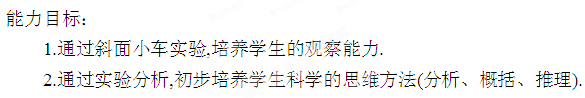 能力目标：
1.通过斜面小车实验,培养学生的观察能力.
2.通过实验分析,初步培养学生科学的思维方法(分析、概括、推理).